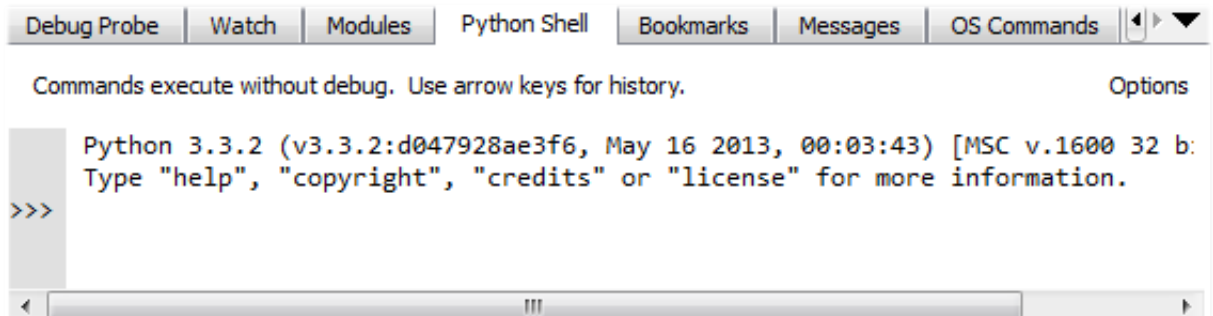 Debug Probe Watch Modules Python Shell Bookmarks Messages OS Commands
Commands execute without debug. Use arrow keys for history. Options
Python 3.3.2 (v3.3.2:d047928ae3f6, May 16 2013, 00:03:43) [MSC v.1600 32 b
Type "help", "copyright", "credits" or "license" for more information.
>>>